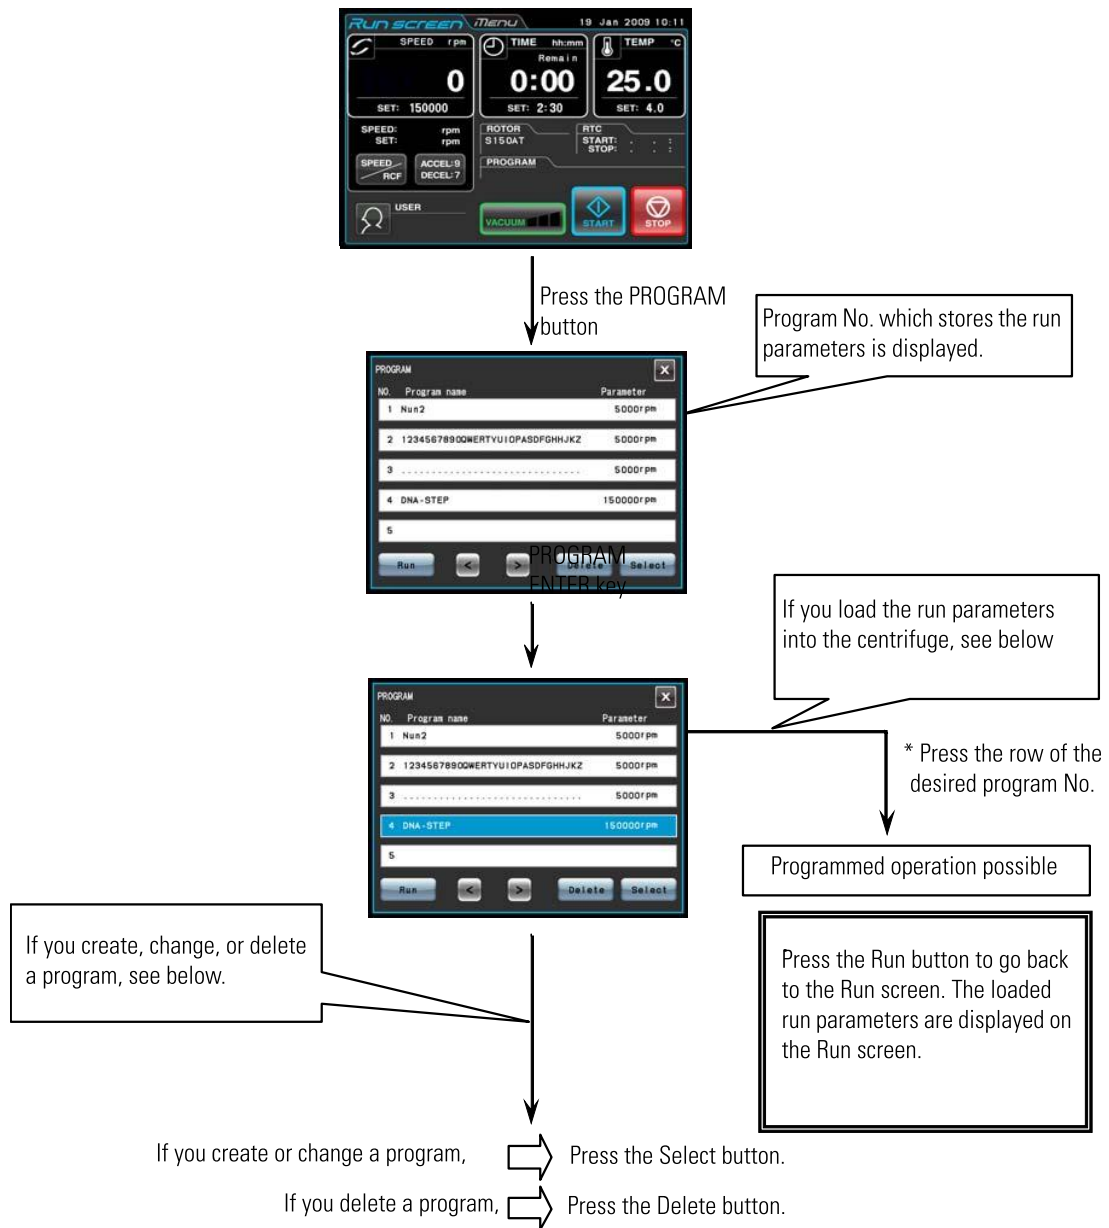 Run screen Menu 19 Jan 2009 10:11
SPEED rpm TIME hh:mm TEMP °C
Remain
0 0:00 25.0
SET: 150000 SET: 2:30 SET: 4.0
SPEED: rpm ROTOR RTC
SET: rpm S150AT START: . . :
STOP: . . :
SPEED ACCEL:9 PROGRAM
RCF DECEL:7
USER
VACUUM START STOP
Press the PROGRAM
button
Program No. which stores the run
parameters is displayed.
PROGRAM X
NO. Program name Parameter
1 Nun2 5000rpm
2 1234567890QWERTYUIOPASDFGHHJKZ 5000rpm
3 .............................. 5000rpm
4 DNA-STEP 150000rpm
5
Run < > Delete Select
PROGRAM
ENTER key
If you load the run parameters
into the centrifuge, see below
PROGRAM X
NO. Program name Parameter
1 Nun2 5000rpm
2 1234567890QWERTYUIOPASDFGHHJKZ 5000rpm
3 .............................. 5000rpm
4 DNA-STEP 150000rpm
5
Run < > Delete Select
* Press the row of the
desired program No.
Programmed operation possible
Press the Run button to go back
to the Run screen. The loaded
run parameters are displayed on
the Run screen.
If you create, change, or delete
a program, see below.
If you create or change a program, Press the Select button.
If you delete a program, Press the Delete button.